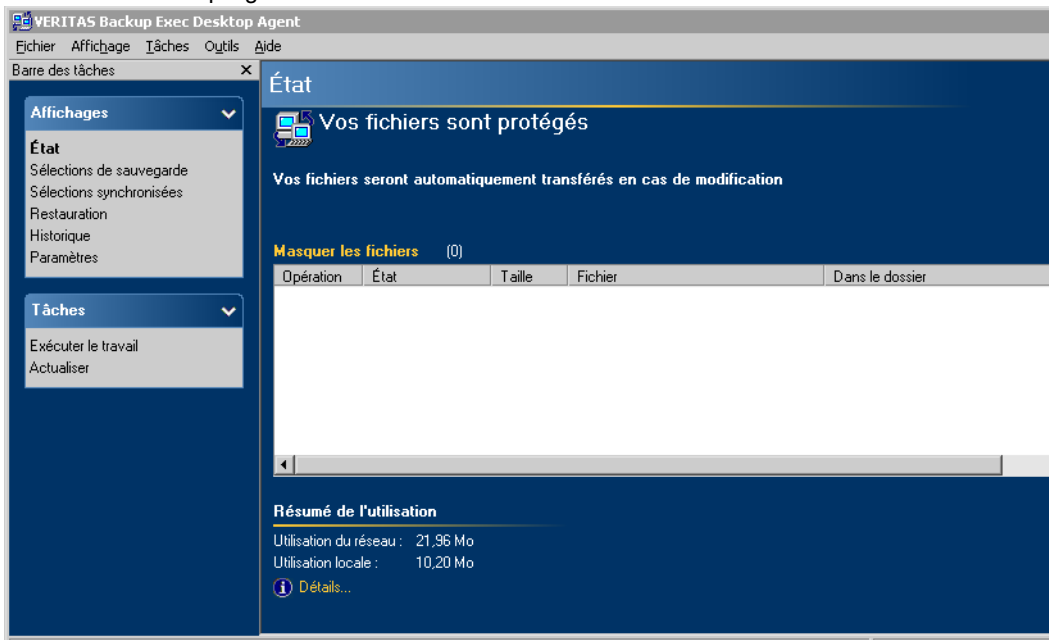 VERITAS Backup Exec Desktop Agent
Fichier Affichage Tâches Outils Aide
Barre des tâches
Affichages
État
Sélections de sauvegarde
Sélections synchronisées
Restauration
Historique
Paramètres
Tâches
Exécuter le travail
Actualiser
État
Vos fichiers sont protégés
Vos fichiers seront automatiquement transférés en cas de modification
Masquer les fichiers (0)
Opération État Taille Fichier Dans le dossier
Résumé de l'utilisation
Utilisation du réseau : 21,96 Mo
Utilisation locale : 10,20 Mo
Détails...